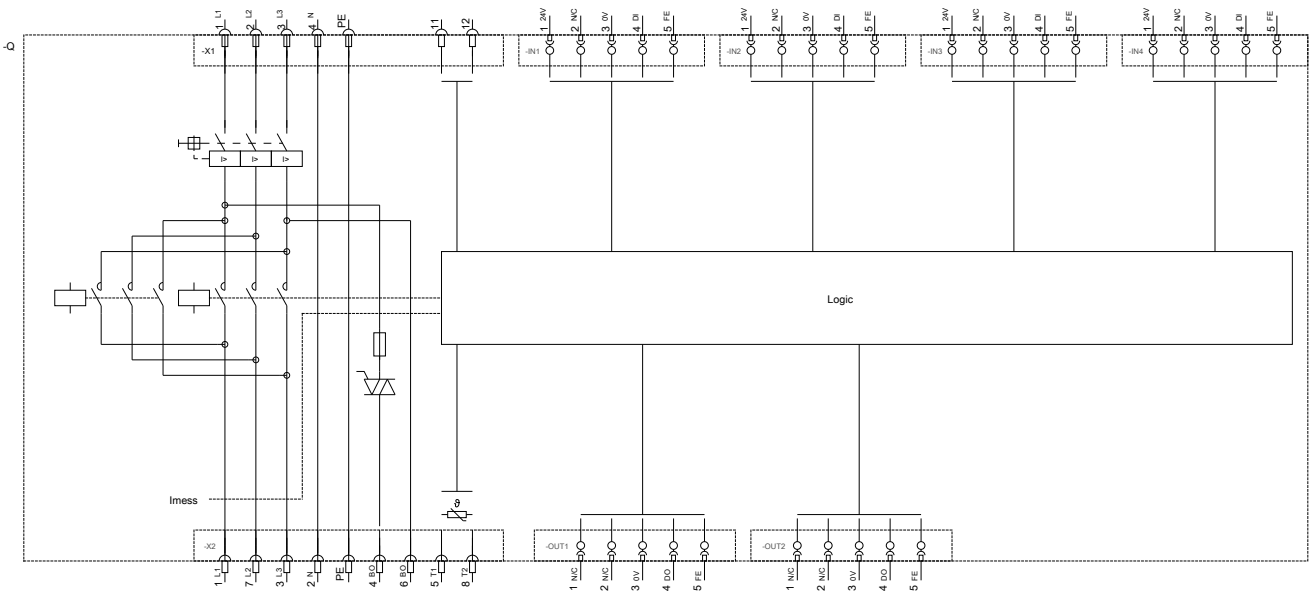 1 L1
2 L2
3 L3
4 N
PE
11
12
1 24V
2 N/C
3 0V
4 DI
5 FE
1 24V
2 N/C
3 0V
4 DI
5 FE
1 24V
2 N/C
3 0V
4 DI
5 FE
1 24V
2 N/C
3 0V
4 DI
5 FE
-Q
-X1
-IN1
-IN2
-IN3
-IN4
I>
I>
I>
Logic
Imess
ϑ
-X2
-OUT1
-OUT2
1 L1
7 L2
3 L3
2 N
PE
4 BO
6 BO
5 T1
8 T2
1 N/C
2 N/C
3 0V
4 DO
5 FE
1 N/C
2 N/C
3 0V
4 DO
5 FE